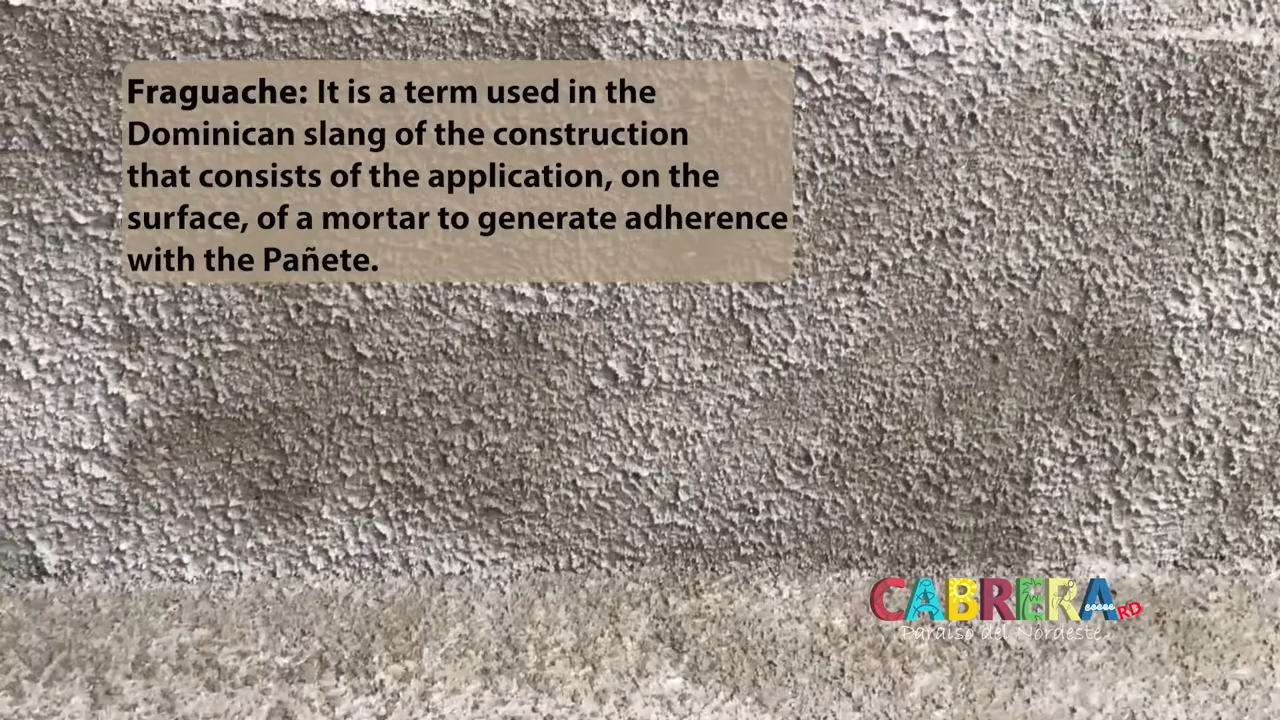 Fraguache: It is a term used in the
Dominican slang of the construction
that consists of the application, on the
surface, of a mortar to generate adherence
with the Pañete.
CABRERA RD
Paraíso del Nordeste